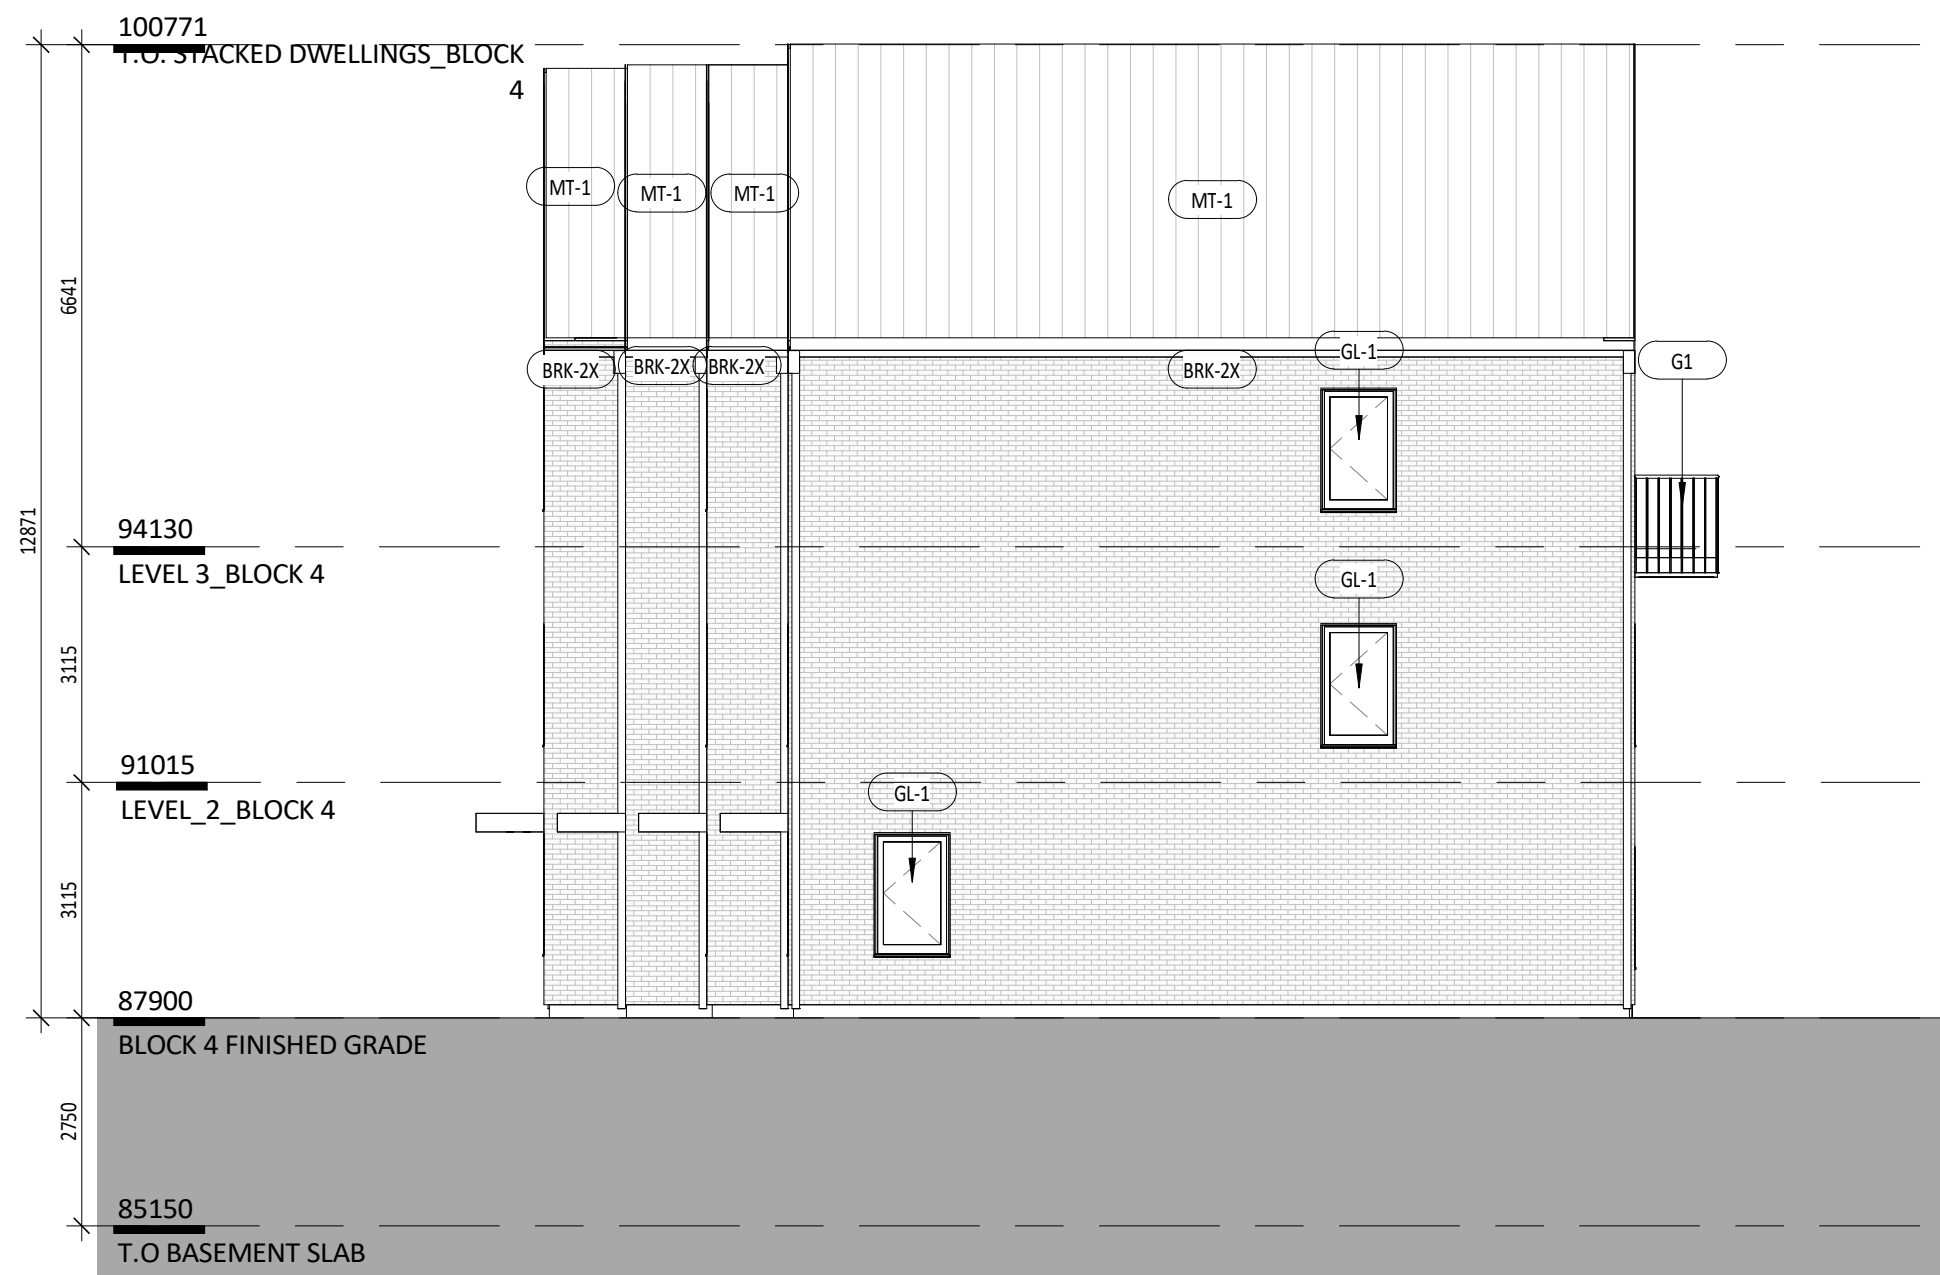 100771
T.O. STACKED DWELLINGS_BLOCK
4
MT-1
MT-1
MT-1
MT-1
6641
GL-1
G1
BRK-2X
BRK-2X
BRK-2X
BRK-2X
12871
94130
LEVEL 3_BLOCK 4
GL-1
3115
91015
LEVEL_2_BLOCK 4
GL-1
3115
87900
BLOCK 4 FINISHED GRADE
2750
85150
T.O BASEMENT SLAB